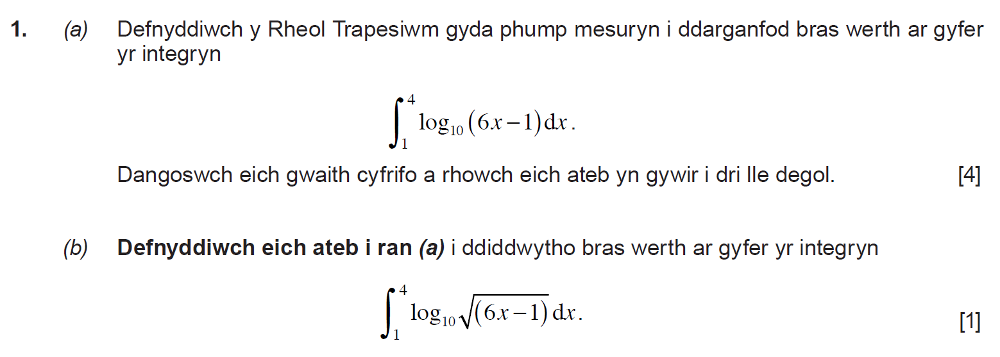 1. (a) Defnyddiwch y Rheol Trapesiwm gyda phump mesuryn i ddarganfod bras werth ar gyfer
yr integryn
∫₁⁴ log₁₀(6x−1)dx.
Dangoswch eich gwaith cyfrifo a rhowch eich ateb yn gywir i dri lle degol. [4]
(b) Defnyddiwch eich ateb i ran (a) i ddiddwytho bras werth ar gyfer yr integryn
∫₁⁴ log₁₀√(6x−1) dx. [1]